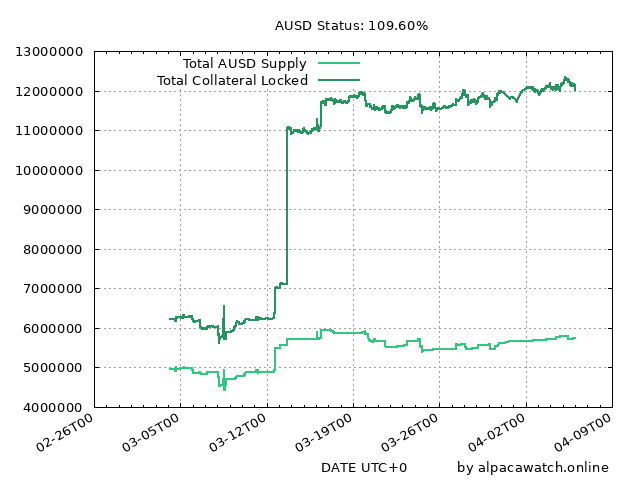 AUSD Status: 109.60%
13000000
12000000
11000000
10000000
9000000
8000000
7000000
6000000
5000000
4000000
Total AUSD Supply
Total Collateral Locked
02-26T00
03-05T00
03-12T00
03-19T00
03-26T00
04-02T00
04-09T00
DATE UTC+0
by alpacawatch.online